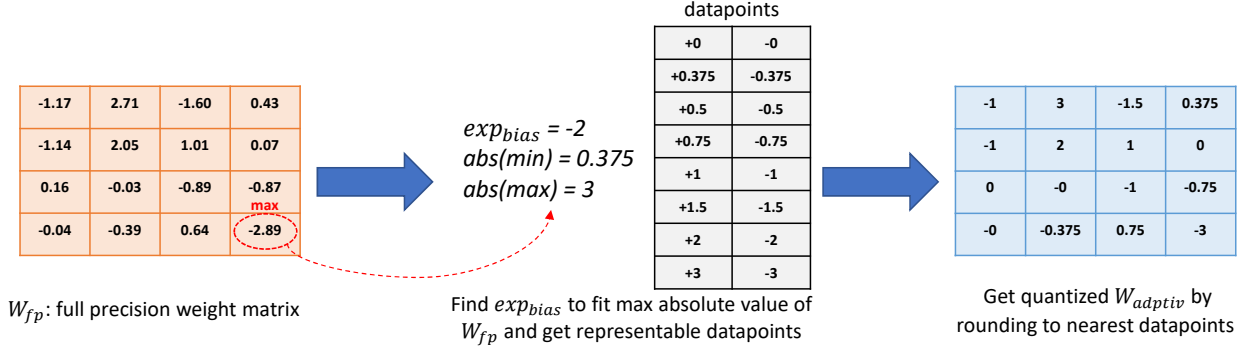 datapoints
+0 -0
+0.375 -0.375
+0.5 -0.5
+0.75 -0.75
+1 -1
+1.5 -1.5
+2 -2
+3 -3
-1.17 2.71 -1.60 0.43
-1.14 2.05 1.01 0.07
0.16 -0.03 -0.89 -0.87
max
-0.04 -0.39 0.64 -2.89
W_fp: full precision weight matrix
exp_bias = -2
abs(min) = 0.375
abs(max) = 3
Find exp_bias to fit max absolute value of
W_fp and get representable datapoints
-1 3 -1.5 0.375
-1 2 1 0
0 -0 -1 -0.75
-0 -0.375 0.75 -3
Get quantized W_adptiv by
rounding to nearest datapoints